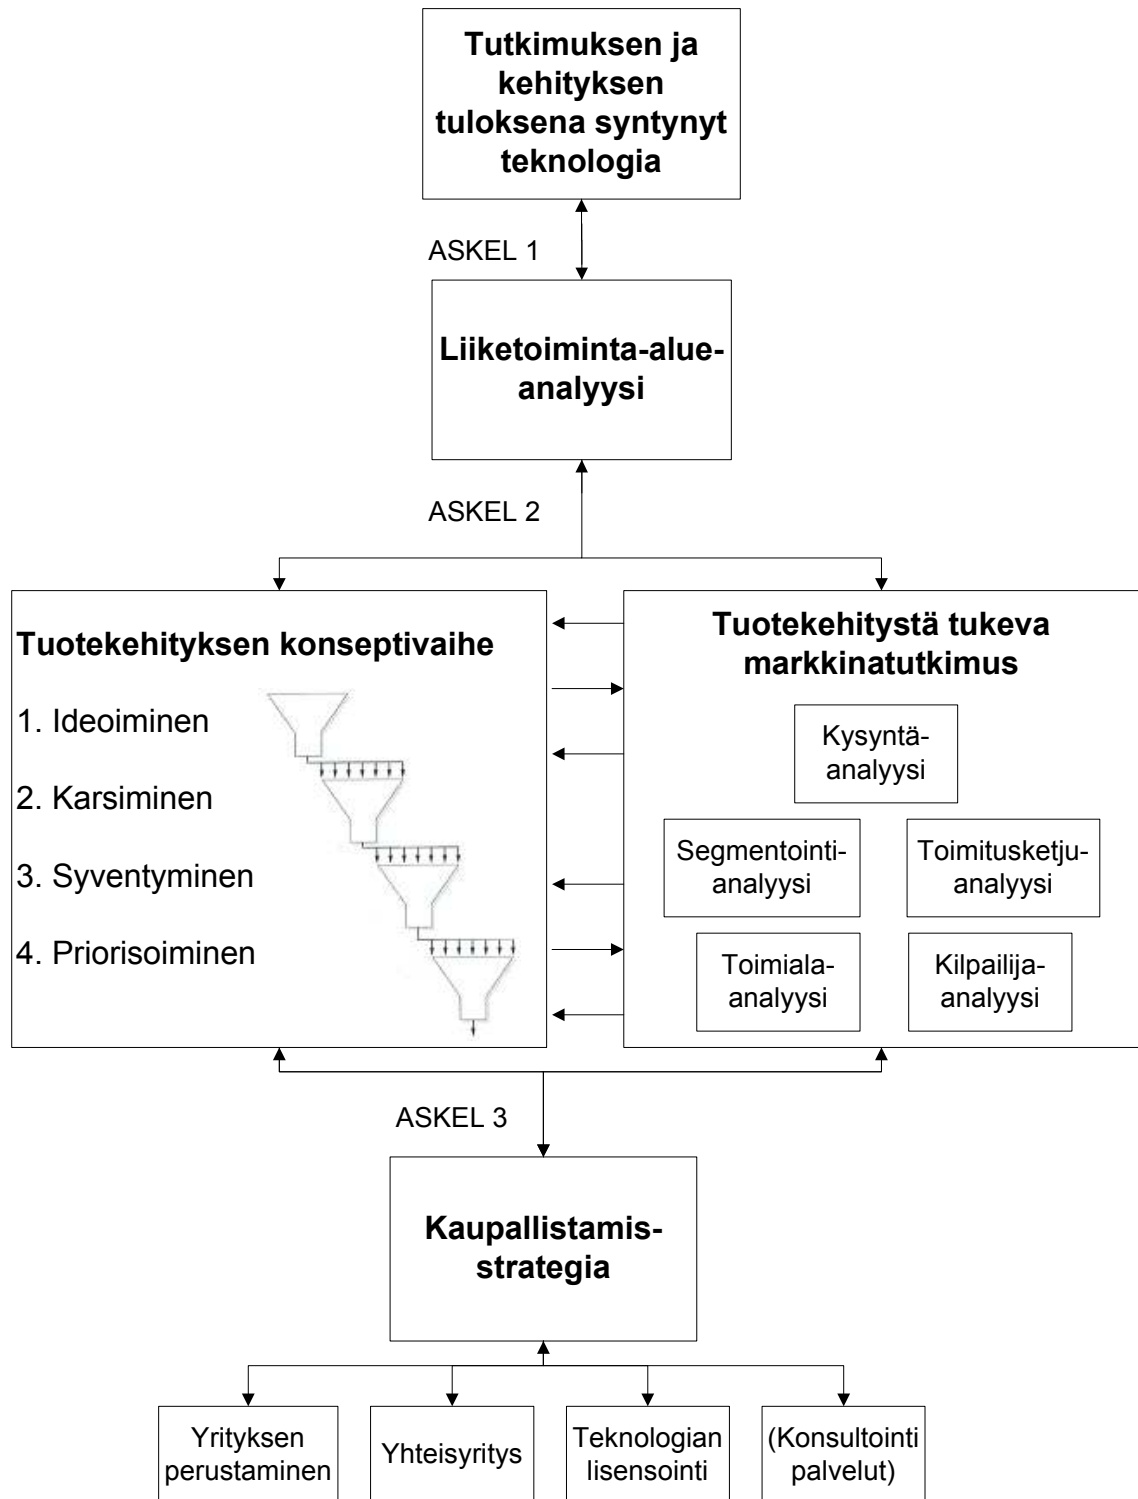 Tutkimuksen ja
kehityksen
tuloksena syntynyt
teknologia
ASKEL 1
Liiketoiminta-alue-
analyysi
ASKEL 2
Tuotekehityksen konseptivaihe
1. Ideoiminen
2. Karsiminen
3. Syventyminen
4. Priorisoiminen
Tuotekehitystä tukeva
markkinatutkimus
Kysyntä-
analyysi
Segmentointi-
analyysi
Toimitusketju-
analyysi
Toimiala-
analyysi
Kilpailija-
analyysi
ASKEL 3
Kaupallistamis-
strategia
Yrityksen
perustaminen
Yhteisyritys
Teknologian
lisensointi
(Konsultointi
palvelut)